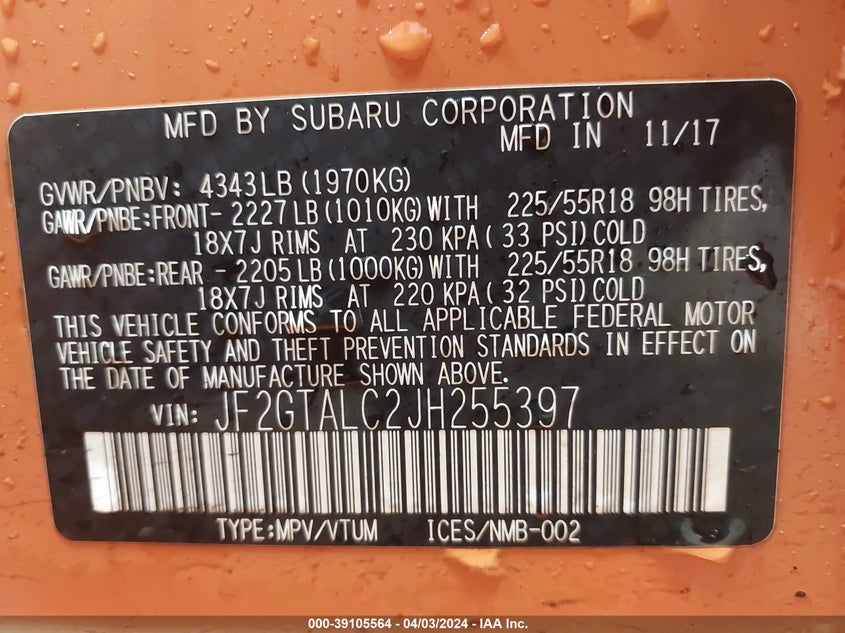 MFD BY SUBARU CORPORATION
MFD IN 11/17
GVWR/PNBV: 4343LB (1970KG)
GAWR/PNBE:FRONT- 2227 LB (1010KG) WITH 225/55R18 98H TIRES,
18X7J RIMS AT 230 KPA( 33 PSI)COLD
GAWR/PNBE:REAR - 2205 LB (1000KG) WITH 225/55R18 98H TIRES,
18X7J RIMS AT 220 KPA( 32 PSI)COLD
THIS VEHICLE CONFORMS TO ALL APPLICABLE FEDERAL MOTOR
VEHICLE SAFETY AND THEFT PREVENTION STANDARDS IN EFFECT ON
THE DATE OF MANUFACTURE SHOWN ABOVE.
VIN: JF2GTALC2JH255397
TYPE:MPV/VTUM ICES/NMB-002
000-39105564 - 04/03/2024 - IAA Inc.